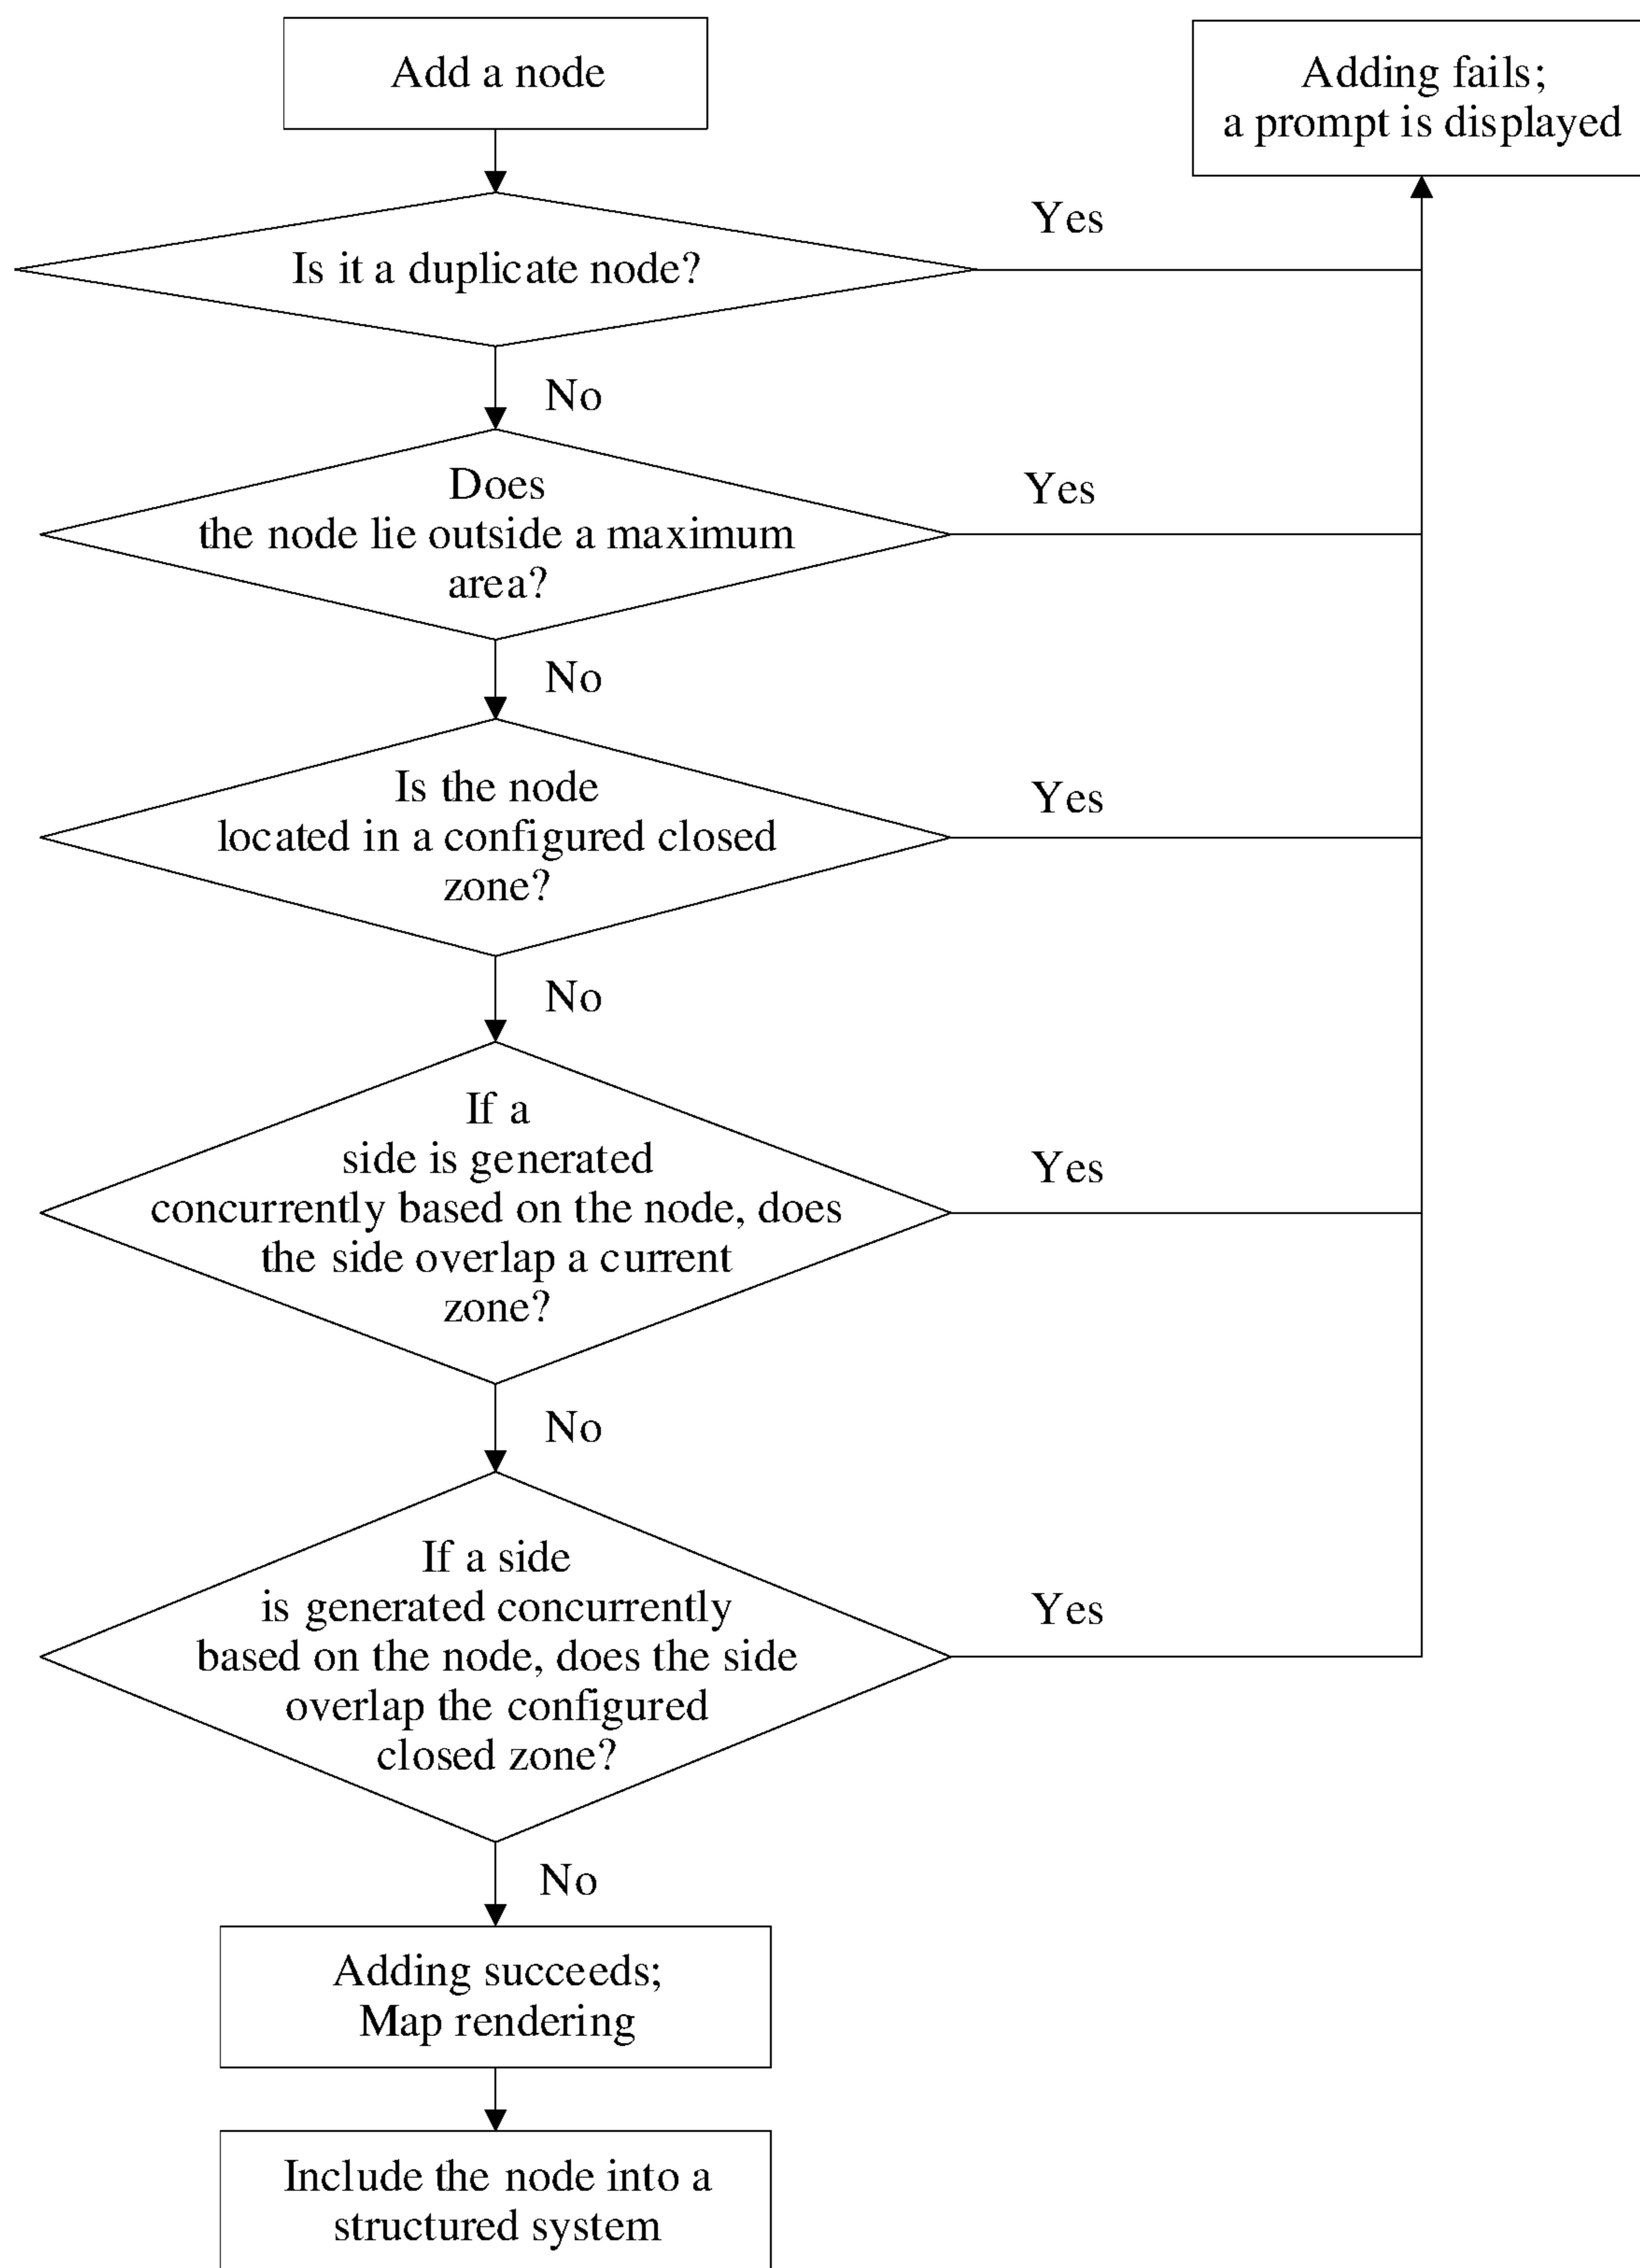 Add a node
Adding fails;
a prompt is displayed
Is it a duplicate node?
Yes
No
Does
the node lie outside a maximum
area?
Yes
No
Is the node
located in a configured closed
zone?
Yes
No
If a
side is generated
concurrently based on the node, does
the side overlap a current
zone?
Yes
No
If a side
is generated concurrently
based on the node, does the side
overlap the configured
closed zone?
Yes
No
Adding succeeds;
Map rendering
Include the node into a
structured system